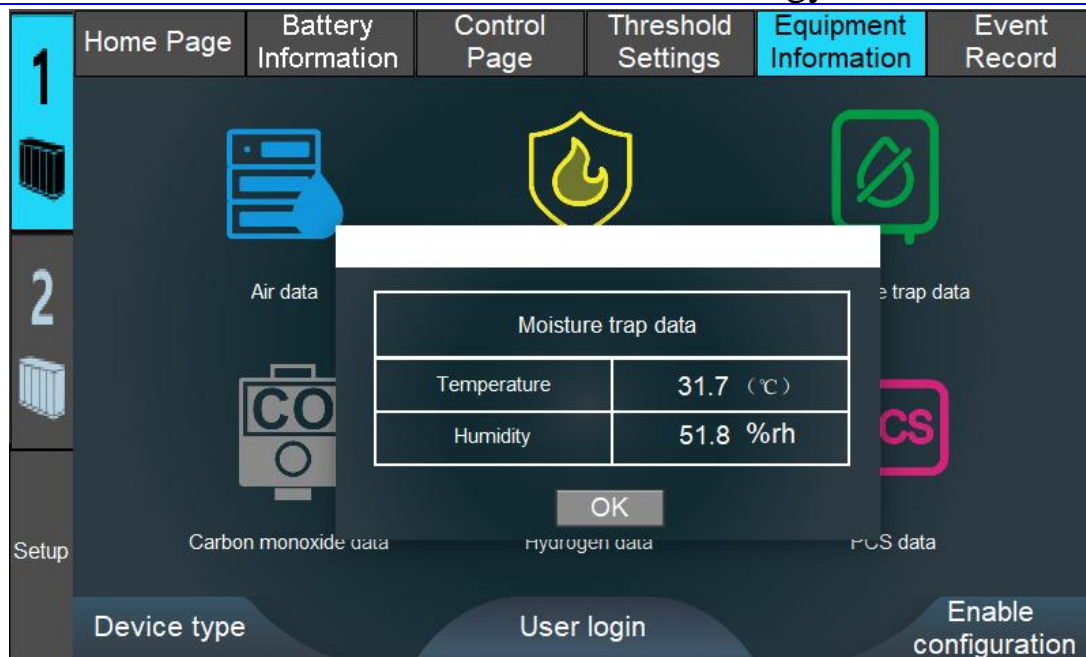 1
Home Page
Battery
Information
Control
Page
Threshold
Settings
Equipment
Information
Event
Record
Air data
e trap data
Moisture trap data
Temperature 31.7 (℃)
Humidity 51.8 %rh
OK
2
CO
CS
Carbon monoxide data
Hydrogen data
PCS data
Setup
Device type
User login
Enable
configuration